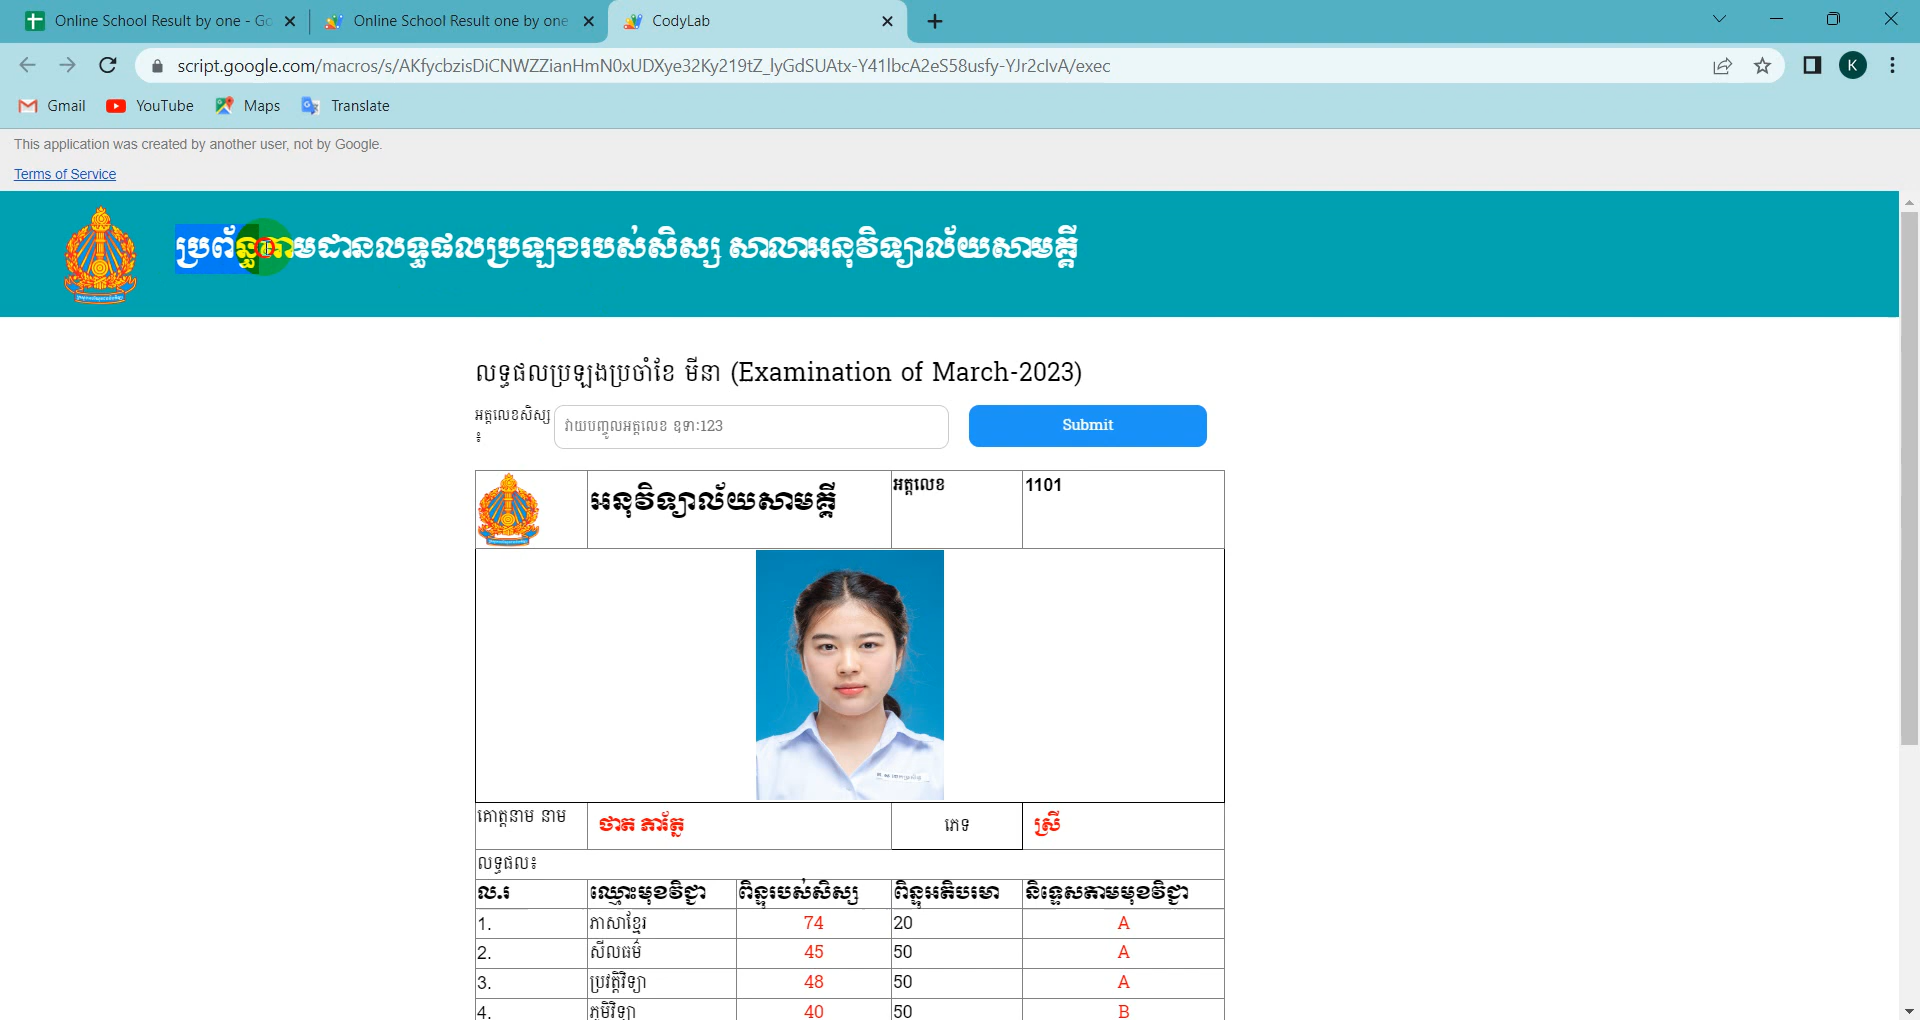 Online School Result by one - Go
Online School Result one by one
CodyLab
script.google.com/macros/s/AKfycbzisDiCNWZZianHmN0xUDXye32Ky219tZ_lyGdSUAtx-Y41lbcA2eS58usfy-YJr2clvA/exec
K
Gmail
YouTube
Maps
Translate
This application was created by another user, not by Google.
Terms of Service
ប្រព័ន្ធតាមដានលទ្ធផលប្រឡងរបស់សិស្ស សាលាអនុវិទ្យាល័យសាមគ្គី
លទ្ធផលប្រឡងប្រចាំខែ មីនា (Examination of March-2023)
អត្តលេខសិស្ស
៖
វាយបញ្ចូលអត្តលេខ ឧទាៈ123
Submit
អនុវិទ្យាល័យសាមគ្គី
អត្តលេខ
1101
គោត្តនាម នាម
ថាត ភាត្នៃ
ភេទ
ស្រី
លទ្ធផល៖
ល.រ ឈ្មោះមុខវិជ្ជា ពិន្ទុរបស់សិស្ស ពិន្ទុអតិបរមា និទ្ទេសតាមមុខវិជ្ជា
1. ភាសាខ្មែរ 74 20 A
2. សីលធម៌ 45 50 A
3. ប្រវត្តិវិទ្យា 48 50 A
4. ភូមិវិទ្យា 40 50 B